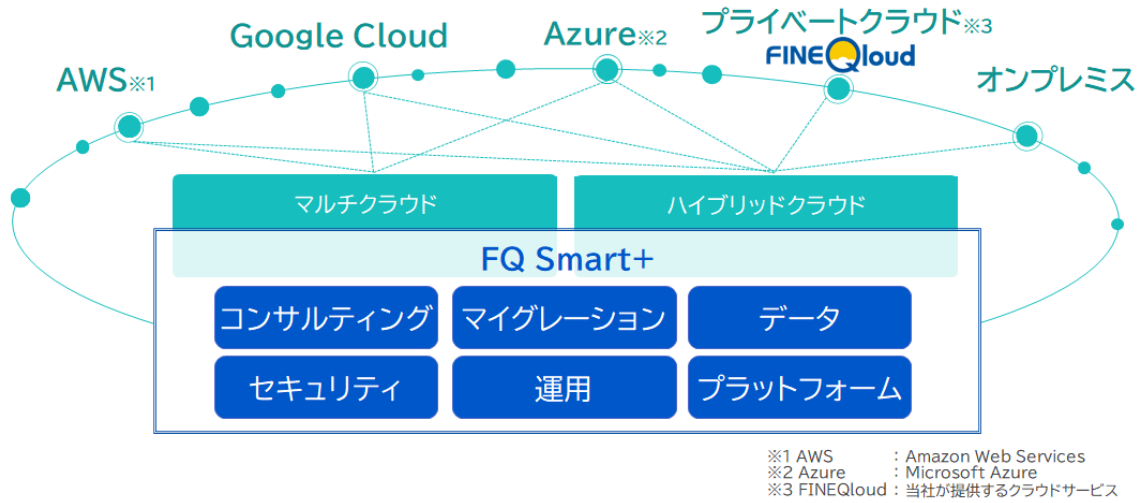 Google Cloud
Azure※2
プライベートクラウド※3
FINEQloud
AWS※1
オンプレミス
マルチクラウド
ハイブリッドクラウド
FQ Smart+
コンサルティング
マイグレーション
データ
セキュリティ
運用
プラットフォーム
※1 AWS : Amazon Web Services
※2 Azure : Microsoft Azure
※3 FINEQloud : 当社が提供するクラウドサービス